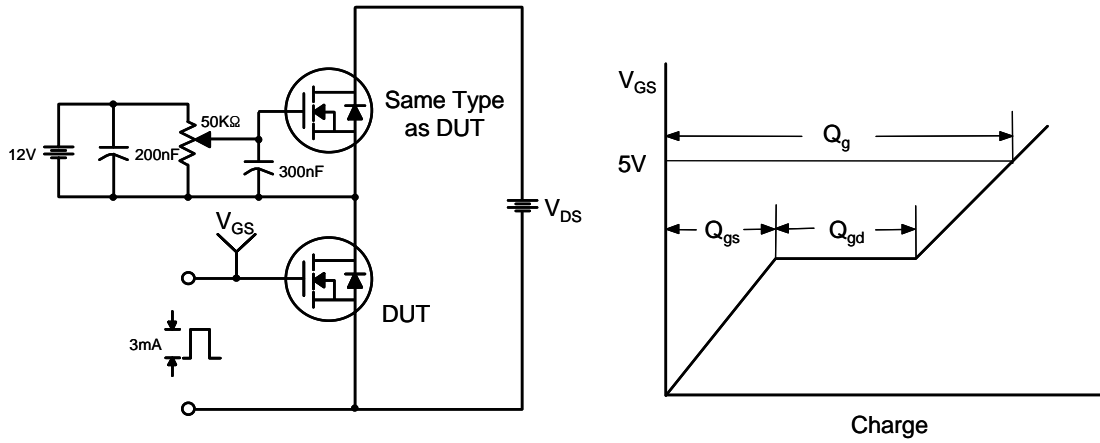 Same Type
as DUT
50KΩ
12V
200nF
300nF
V_GS
V_DS
DUT
3mA
V_GS
Q_g
5V
Q_gs
Q_gd
Charge